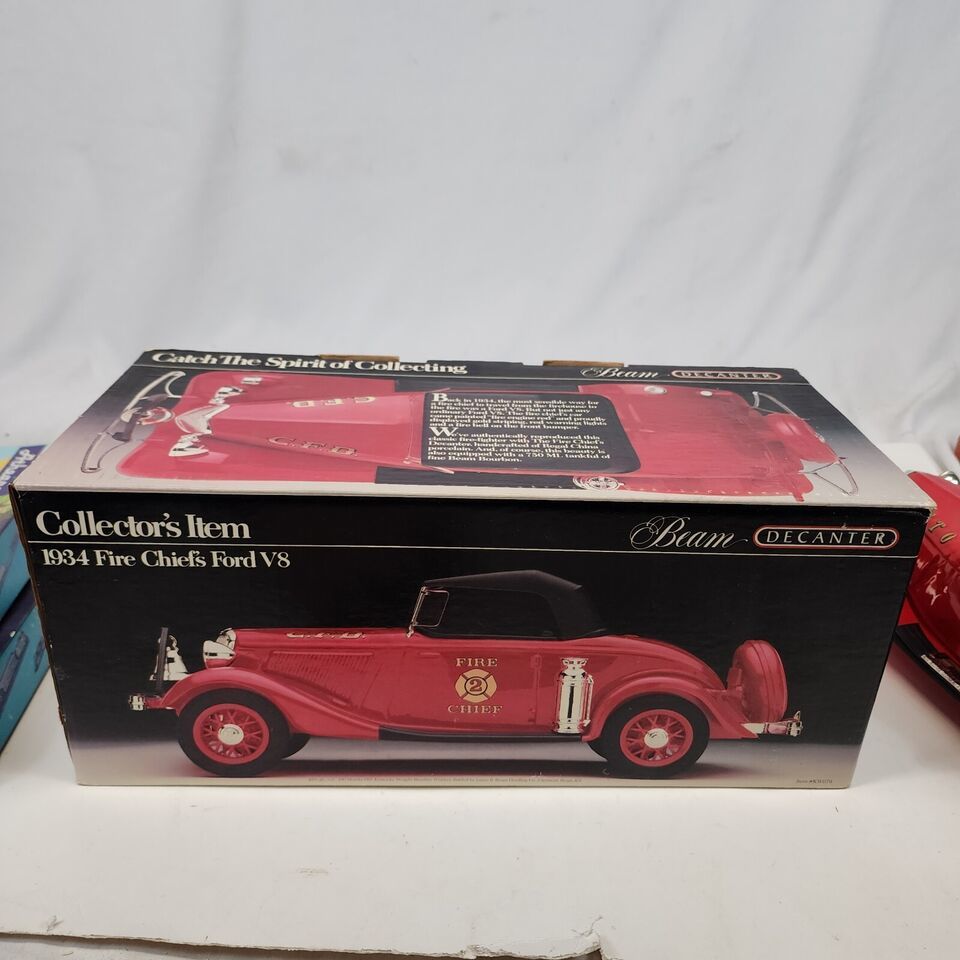 Catch The Spirit of Collecting
Beam DECANTER
Back in 1934, the most sensible way for
a fire chief to travel from the firehouse to
the fire was a Ford V8. But not just any
ordinary Ford V8. The fire chief's car
came painted "fire engine red" and proudly
displayed gold striping, red warning lights
and a fire bell on the front bumper.
We've authentically reproduced this
classic fire-fighter with The Fire Chief's
Decanter, handcrafted of Regal China
porcelain. And, of course, this beauty is
also equipped with a 750 ML tankful of
fine Beam Bourbon.
CFD
Collector's Item
Beam DECANTER
1934 Fire Chief's Ford V8
FIRE
2
CHIEF